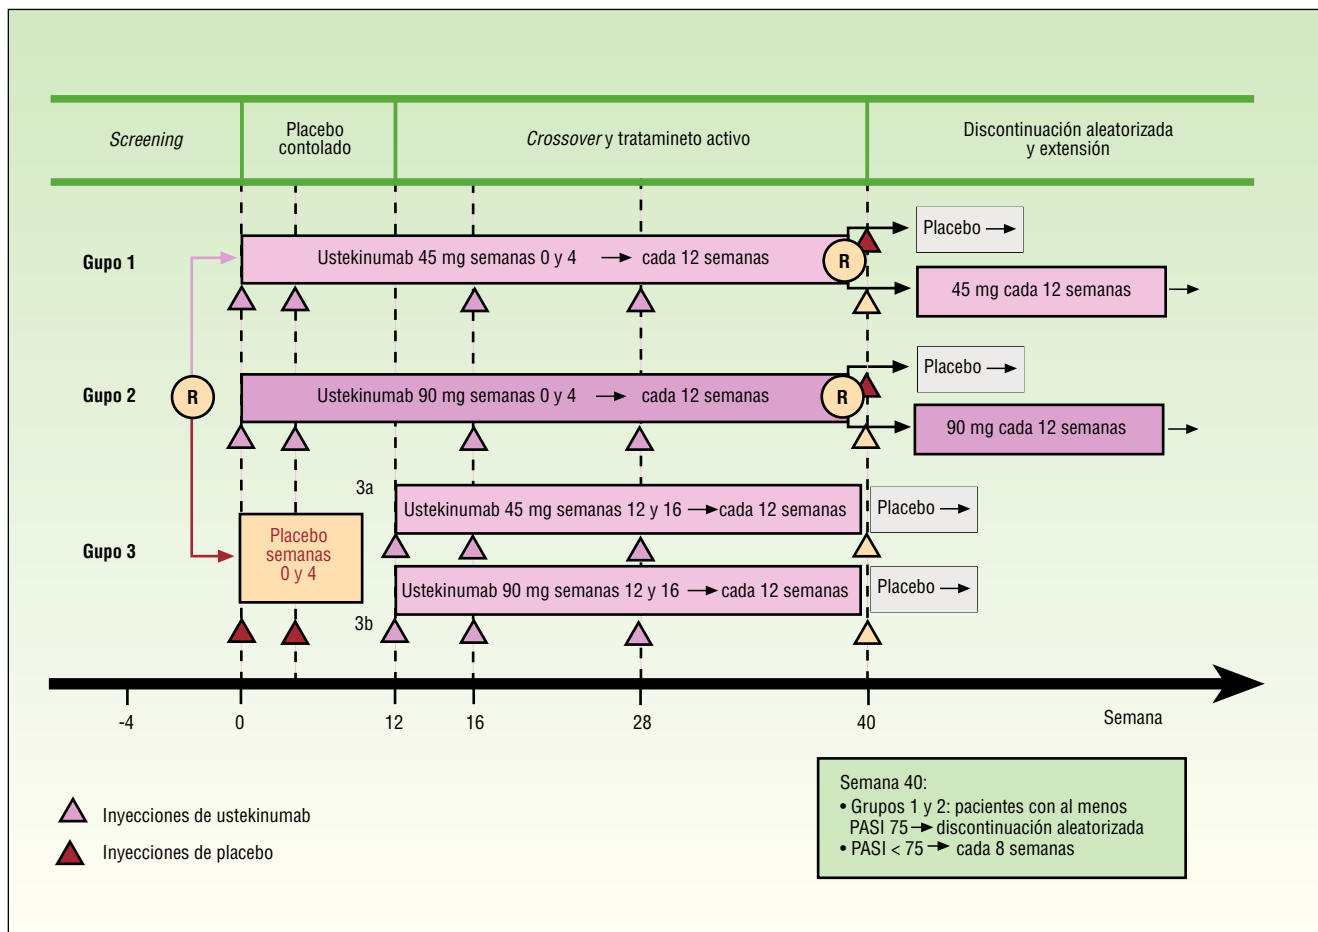 Screening
Placebo
contolado
Crossover y tratamineto activo
Discontinuación aleatorizada
y extensión
Gupo 1
Ustekinumab 45 mg semanas 0 y 4 → cada 12 semanas
R
Placebo →
45 mg cada 12 semanas →
Gupo 2
R
Ustekinumab 90 mg semanas 0 y 4 → cada 12 semanas
R
Placebo →
90 mg cada 12 semanas →
Gupo 3
Placebo
semanas
0 y 4
3a
Ustekinumab 45 mg semanas 12 y 16 → cada 12 semanas
Placebo →
3b
Ustekinumab 90 mg semanas 12 y 16 → cada 12 semanas
Placebo →
-4 0 12 16 28 40 Semana
Inyecciones de ustekinumab
Inyecciones de placebo
Semana 40:
• Grupos 1 y 2: pacientes con al menos
PASI 75 → discontinuación aleatorizada
• PASI < 75 → cada 8 semanas